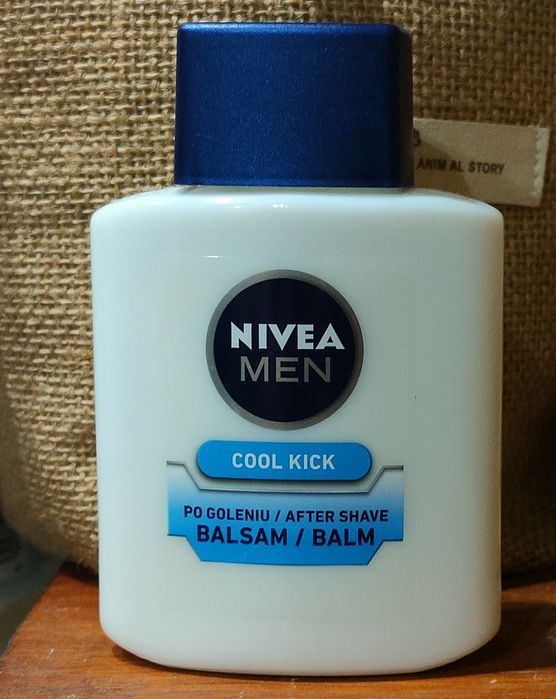 ANIM AL STORY
NIVEA
MEN
COOL KICK
PO GOLENIU / AFTER SHAVE
BALSAM / BALM